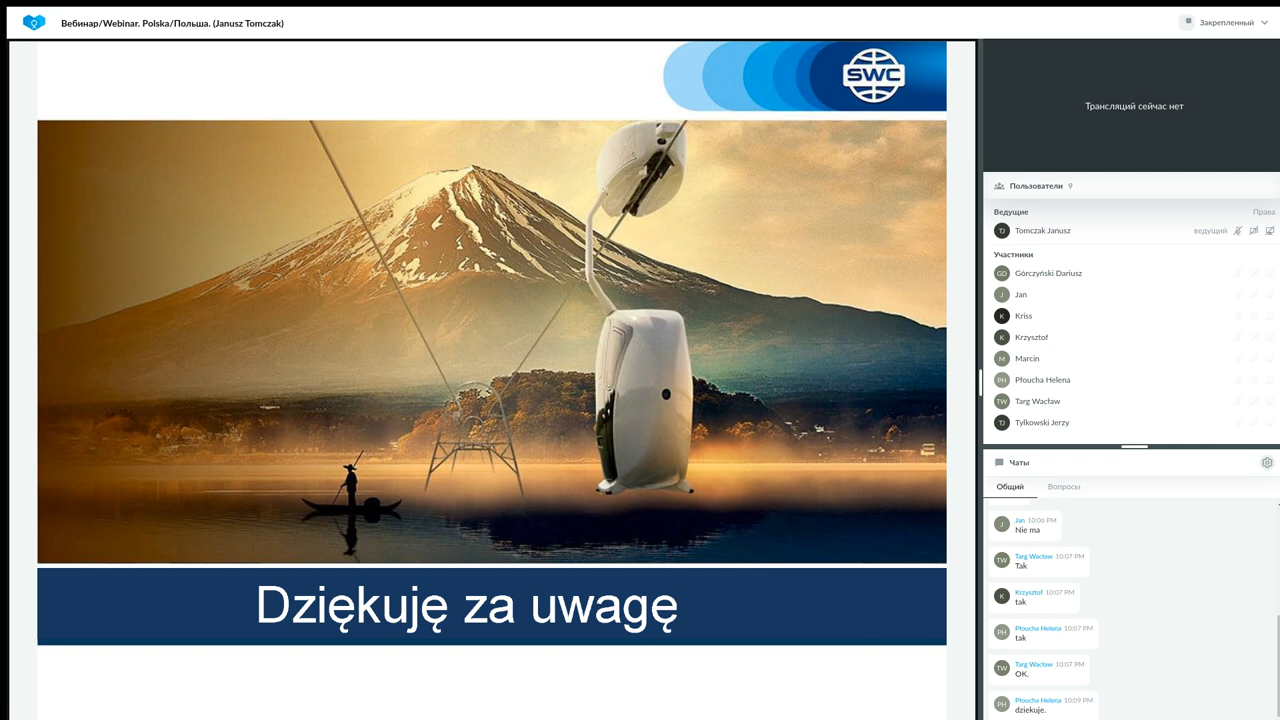 Вебинар/Webinar. Polska/Польша. (Janusz Tomczak)
Закрепленный
SWC
Трансляций сейчас нет
Пользователи 9
Ведущие Права
TJ Tomczak Janusz ведущий
Участники
GD Górczyński Dariusz
J Jan
K Kriss
K Krzysztof
M Marcin
PH Płoucha Helena
TW Targ Wacław
TJ Tylkowski Jerzy
Чаты
Общий Вопросы
J Jan 10:06 PM
Nie ma
TW Targ Wacław 10:07 PM
Tak
K Krzysztof 10:07 PM
tak
PH Płoucha Helena 10:07 PM
tak
TW Targ Wacław 10:07 PM
OK.
PH Płoucha Helena 10:09 PM
dziekuje.
Dziękuję za uwagę